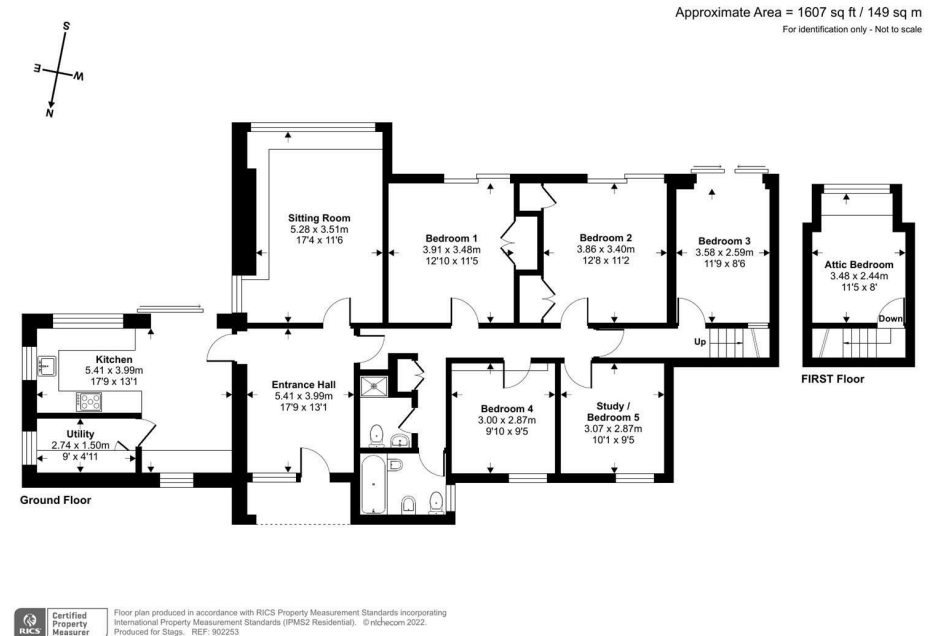 Approximate Area = 1607 sq ft / 149 sq m
For identification only - Not to scale
S
E
W
N
Sitting Room
5.28 x 3.51m
17'4 x 11'6
Bedroom 1
3.91 x 3.48m
12'10 x 11'5
Bedroom 2
3.86 x 3.40m
12'8 x 11'2
Bedroom 3
3.58 x 2.59m
11'9 x 8'6
Attic Bedroom
3.48 x 2.44m
11'5 x 8'
Down
Up
FIRST Floor
Kitchen
5.41 x 3.99m
17'9 x 13'1
Entrance Hall
5.41 x 3.99m
17'9 x 13'1
Utility
2.74 x 1.50m
9' x 4'11
Bedroom 4
3.00 x 2.87m
9'10 x 9'5
Study /
Bedroom 5
3.07 x 2.87m
10'1 x 9'5
Ground Floor
RICS
Certified
Property
Measurer
Floor plan produced in accordance with RICS Property Measurement Standards incorporating
International Property Measurement Standards (IPMS2 Residential). © nichecom 2022.
Produced for Stags. REF: 902253